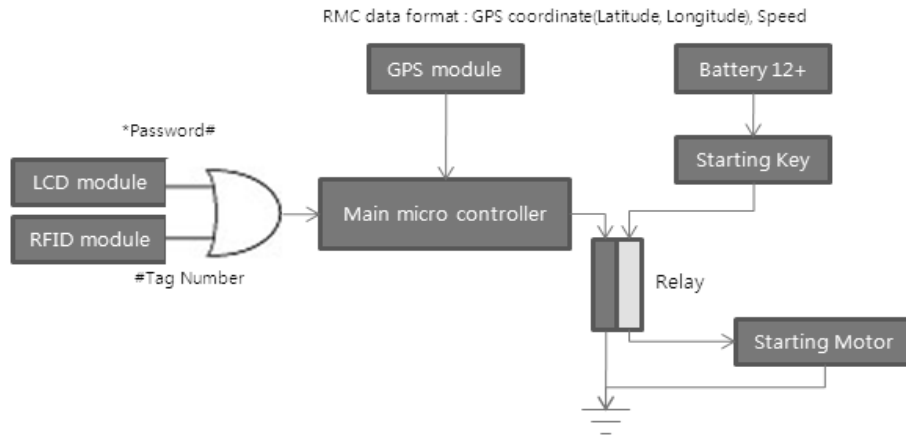 RMC data format : GPS coordinate(Latitude, Longitude), Speed
GPS module
Battery 12+
*Password#
Starting Key
LCD module
Main micro controller
RFID module
#Tag Number
Relay
Starting Motor